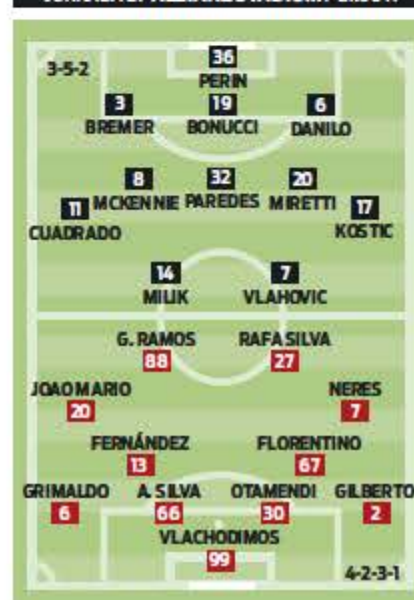 3-5-2
36
PERIN
3 19 6
BREMER BONUCCI DANILO
8 32 20
MCKENNIE PAREDES MIRETTI
11 17
CUADRADO KOSTIC
14 7
MILIK VLAHOVIC
G. RAMOS RAFA SILVA
88 27
JOAO MARIO NERES
20 7
FERNÁNDEZ FLORENTINO
13 67
GRIMALDO A. SILVA OTAMENDI GILBERTO
6 66 30 2
VLACHODIMOS
99
4-2-3-1